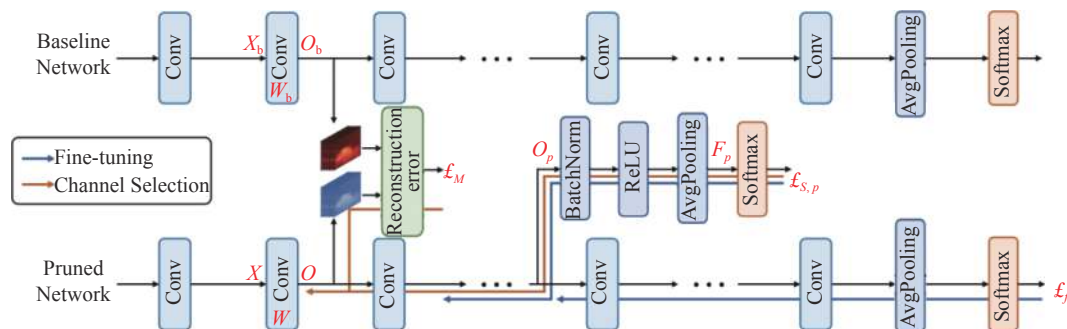 Baseline
Network
Conv
X_b
Conv
W_b
O_b
Conv
Conv
Conv
AvgPooling
Softmax
Fine-tuning
Channel Selection
Reconstruction
error
£_M
O_p
BatchNorm
ReLU
AvgPooling
F_p
Softmax
£_{S,p}
Pruned
Network
Conv
X
Conv
W
O
Conv
Conv
Conv
AvgPooling
Softmax
£_f